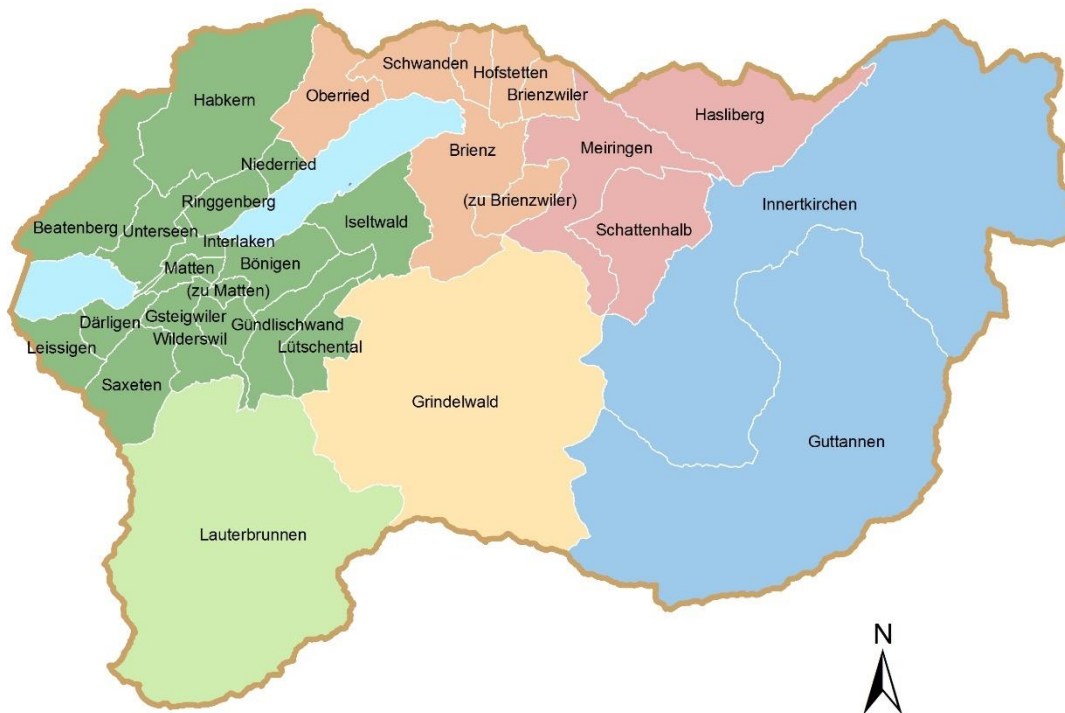 Schwanden
Hofstetten
Oberried
Brienzwiler
Habkern
Hasliberg
Niederried
Brienz
Meiringen
Ringgenberg
(zu Brienzwiler)
Innertkirchen
Beatenberg
Unterseen
Iseltwald
Schattenhalb
Interlaken
Matten
Bönigen
(zu Matten)
Därligen
Gsteigwiler
Gündlischwand
Leissigen
Wilderswil
Lütschental
Saxeten
Grindelwald
Guttannen
Lauterbrunnen
N